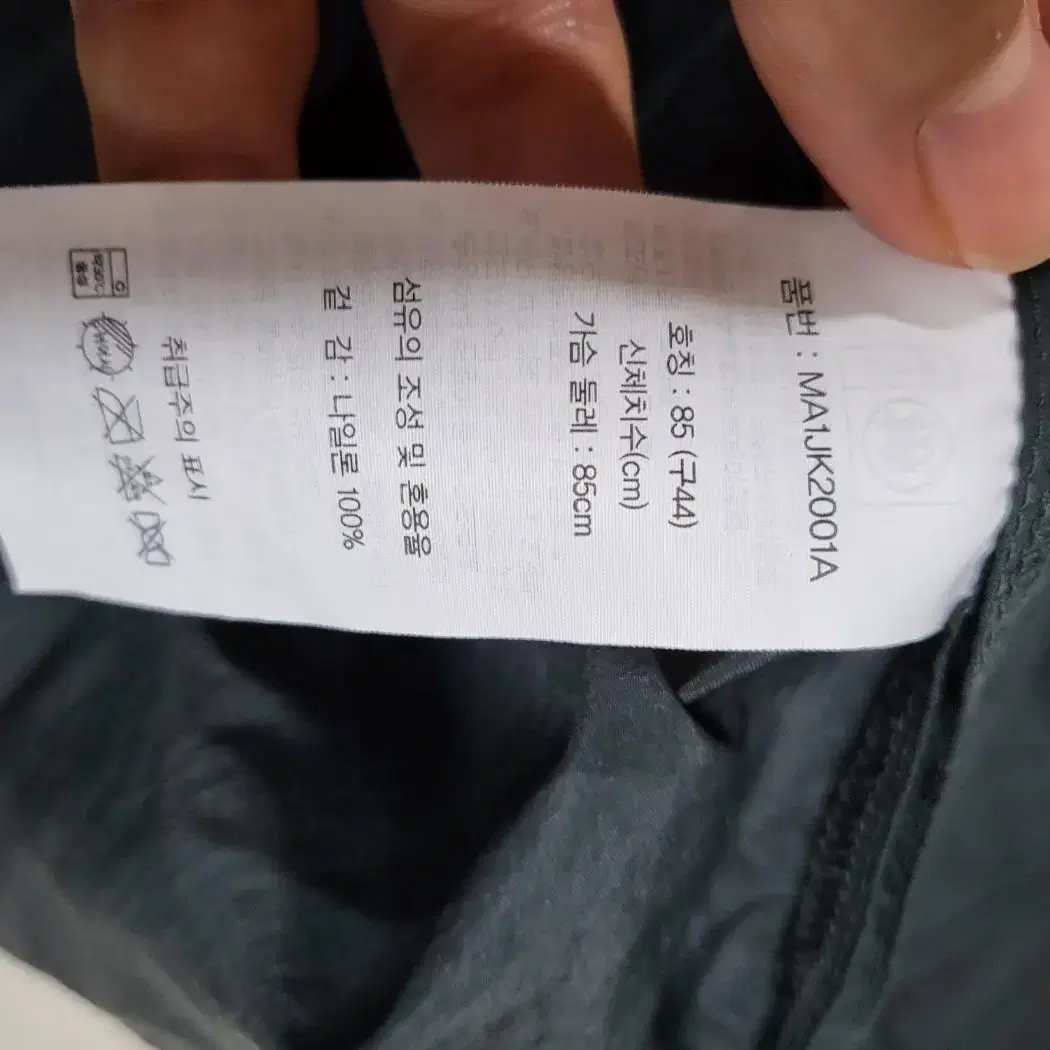 품번 : MA1JK2001A
호칭 : 85 (구44)
신체치수(cm)
가슴 둘레 : 85cm
섬유의 조성 및 혼용율
겉 감 : 나일론 100%
취급주의 표시